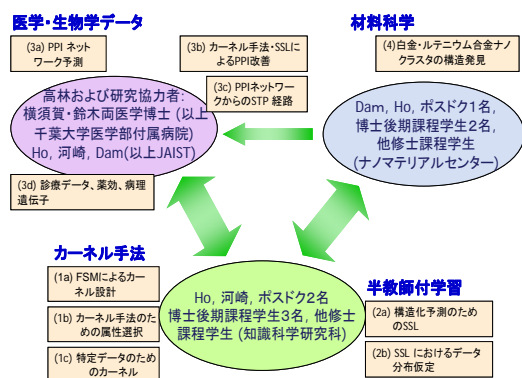 医学・生物学データ
(3a) PPI ネット
ワーク予測
(3b) カーネル手法・SSLに
よるPPI改善
(3c) PPIネットワー
クからのSTP 経路
高林および研究協力者:
横須賀・鈴木両医学博士 (以上
千葉大学医学部付属病院)
Ho, 河崎, Dam(以上JAIST)
(3d) 診療データ、薬効、病理
遺伝子
材料科学
(4)白金・ルテニウム合金ナノ
クラスタの構造発見
Dam, Ho, ポスドク1名,
博士後期課程学生2名,
他修士課程学生
(ナノマテリアルセンター)
カーネル手法
(1a) FSMによるカー
ネル設計
(1b) カーネル手法のた
めの属性選択
(1c) 特定データのため
のカーネル
Ho, 河崎, ポスドク2名
博士後期課程学生3名, 他修士
課程学生 (知識科学研究科)
半教師付学習
(2a) 構造化予測のため
のSSL
(2b) SSL におけるデータ
分布仮定